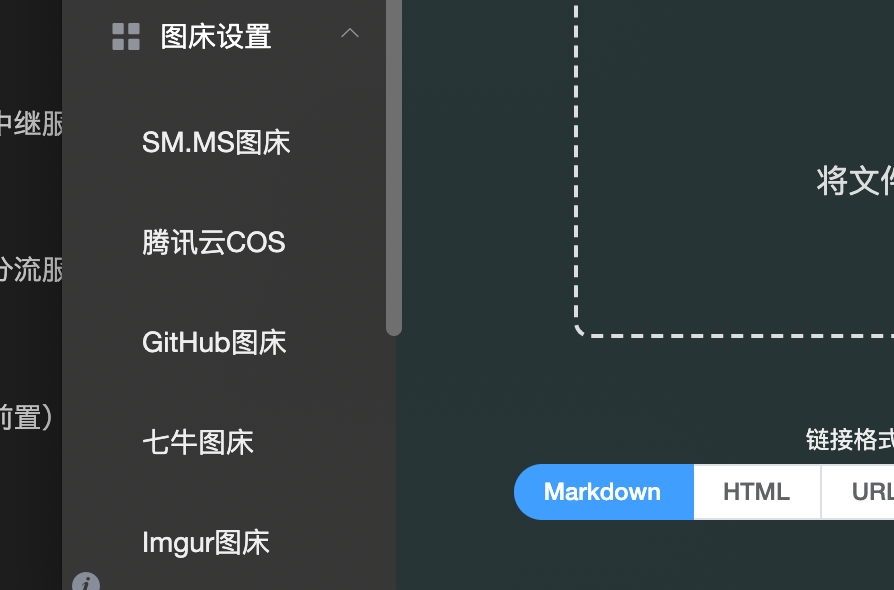 图床设置
SM.MS图床
腾讯云COS
GitHub图床
七牛图床
Imgur图床
中继服
分流服
前置）
将文件
链接格式
Markdown
HTML
URL